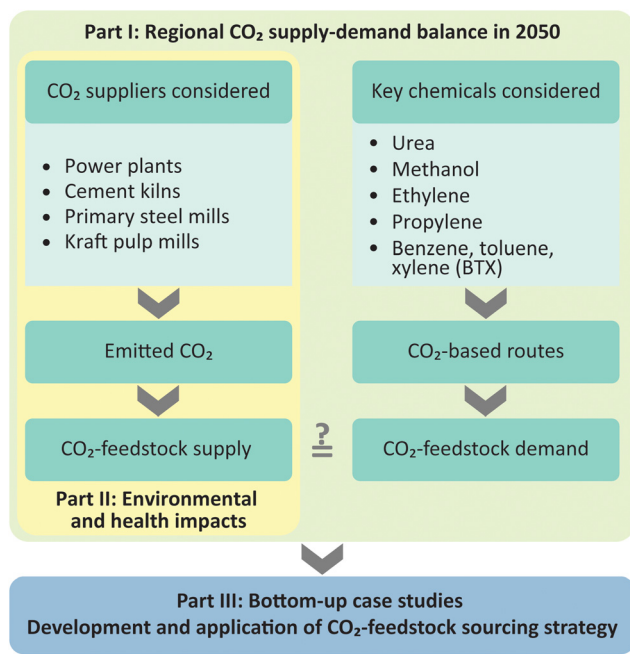 Part I: Regional CO₂ supply-demand balance in 2050
CO₂ suppliers considered
• Power plants
• Cement kilns
• Primary steel mills
• Kraft pulp mills
Emitted CO₂
CO₂-feedstock supply
Part II: Environmental
and health impacts
Key chemicals considered
• Urea
• Methanol
• Ethylene
• Propylene
• Benzene, toluene,
xylene (BTX)
CO₂-based routes
≟
CO₂-feedstock demand
Part III: Bottom-up case studies
Development and application of CO₂-feedstock sourcing strategy